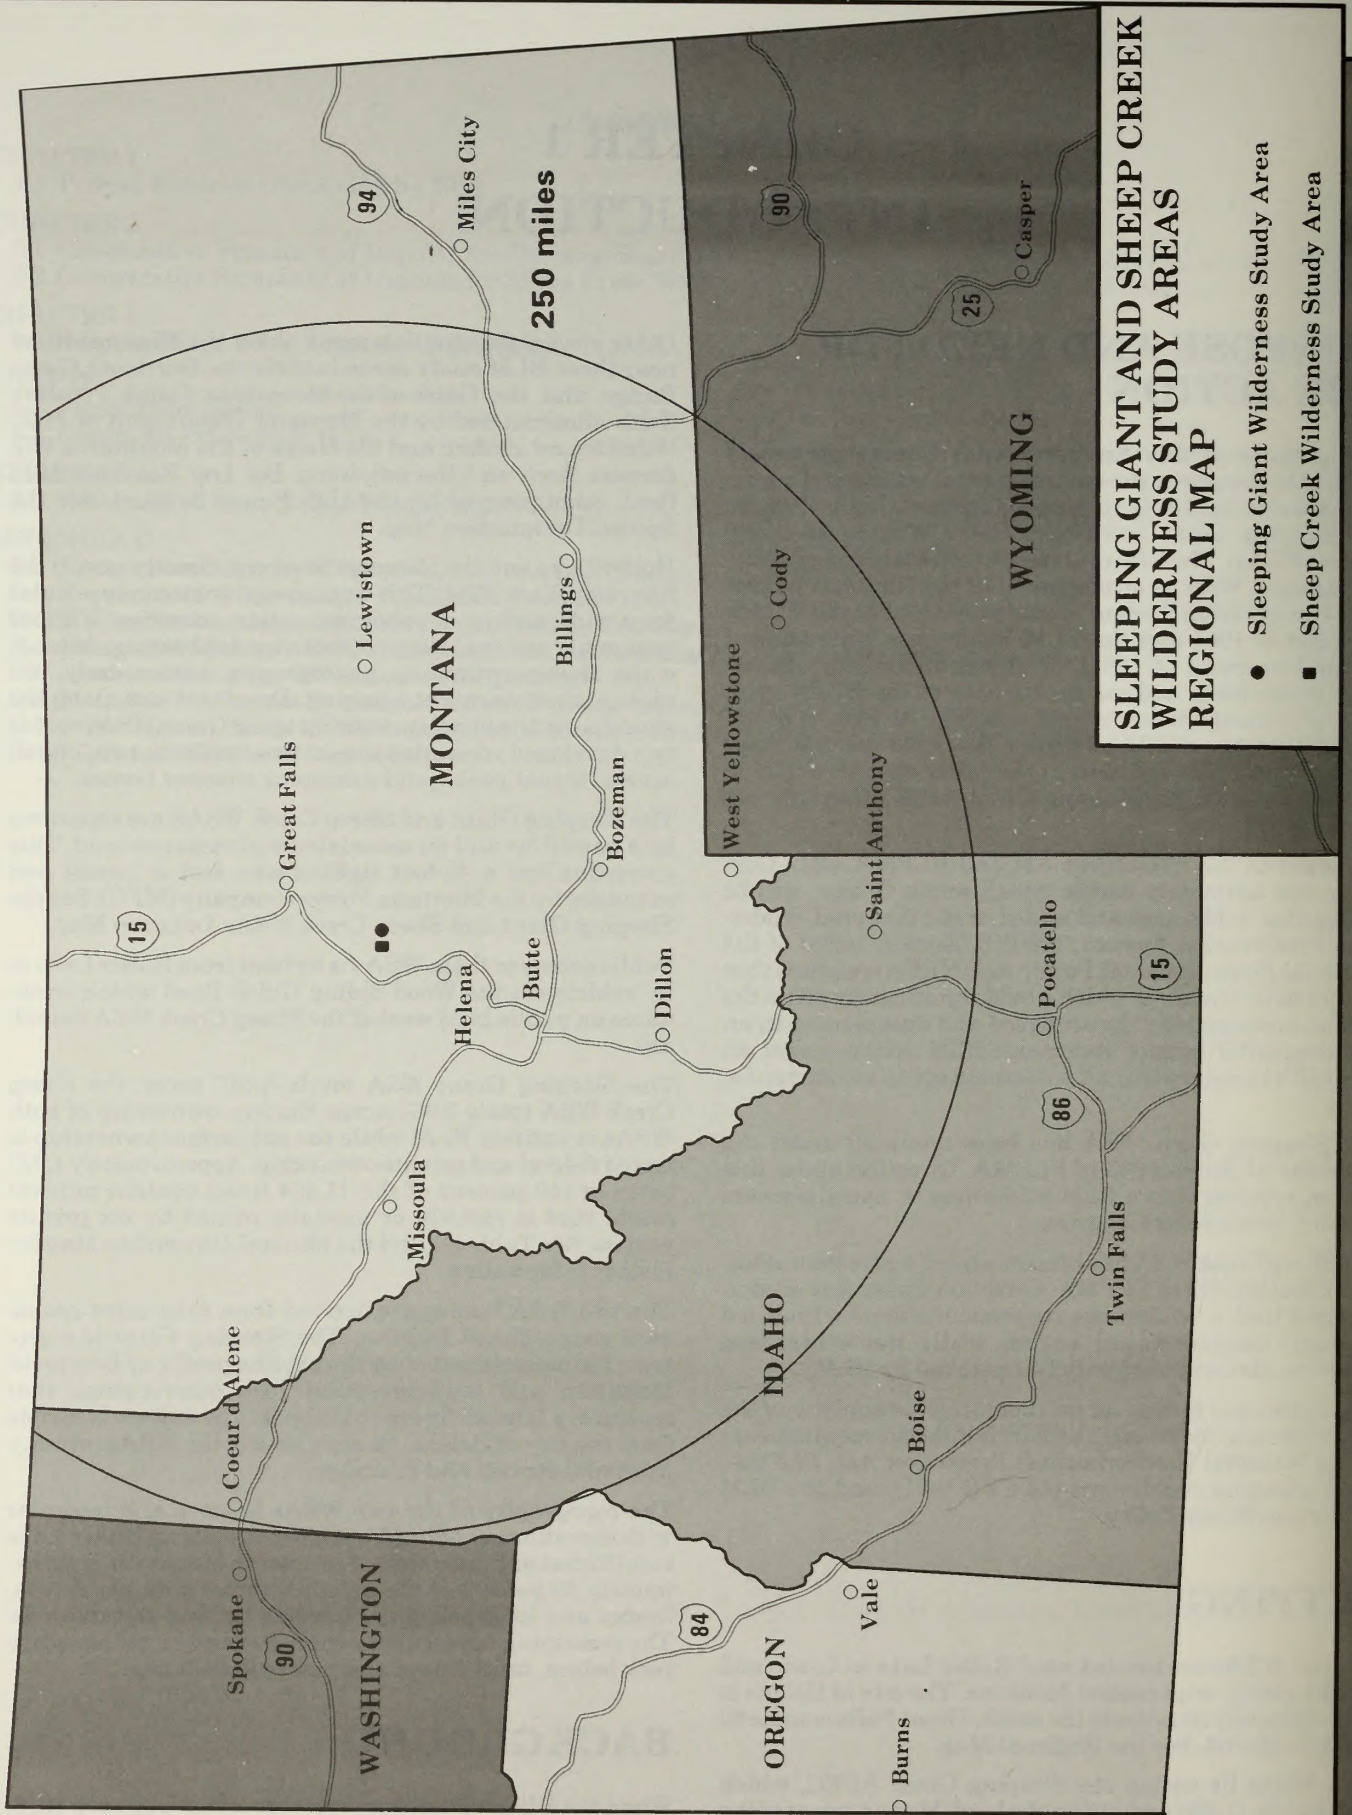 94
Miles City
250 miles
90
Casper
25
WYOMING
Lewistown
MONTANA
Billings
Cody
Great Falls
15
Bozeman
West Yellowstone
Saint Anthony
Helena
Butte
Dillon
Pocatello
15
86
Missoula
Twin Falls
Coeur d'Alene
IDAHO
Boise
Spokane
90
WASHINGTON
84
Vale
OREGON
Burns
SLEEPING GIANT AND SHEEP CREEK
WILDERNESS STUDY AREAS
REGIONAL MAP
Sleeping Giant Wilderness Study Area
Sheep Creek Wilderness Study Area